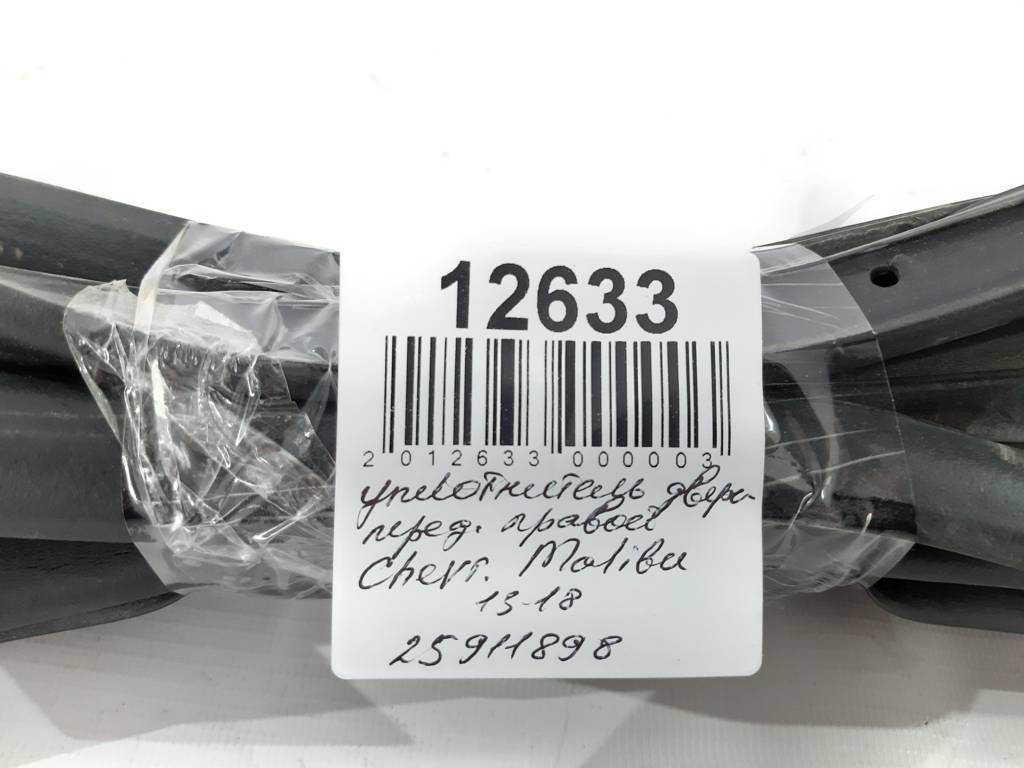 12633
2 012633 000003
уплотнитель двери
перед. правой
Chevr. Malibu
13-18
25911898